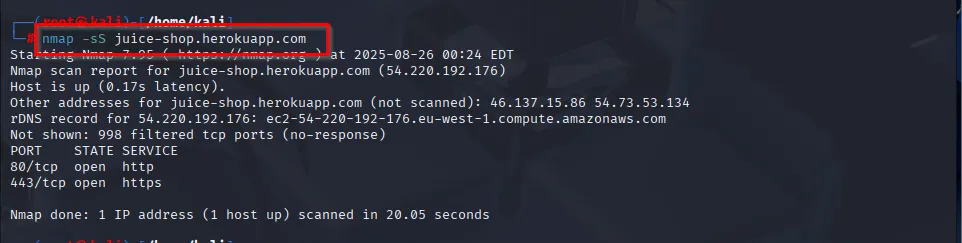 (root㉿kali)-[/home/kali]
# nmap -sS juice-shop.herokuapp.com
Starting Nmap 7.95 ( https://nmap.org ) at 2025-08-26 00:24 EDT
Nmap scan report for juice-shop.herokuapp.com (54.220.192.176)
Host is up (0.17s latency).
Other addresses for juice-shop.herokuapp.com (not scanned): 46.137.15.86 54.73.53.134
rDNS record for 54.220.192.176: ec2-54-220-192-176.eu-west-1.compute.amazonaws.com
Not shown: 998 filtered tcp ports (no-response)
PORT    STATE SERVICE
80/tcp  open  http
443/tcp open  https
Nmap done: 1 IP address (1 host up) scanned in 20.05 seconds
(root㉿kali)-[/home/kali]